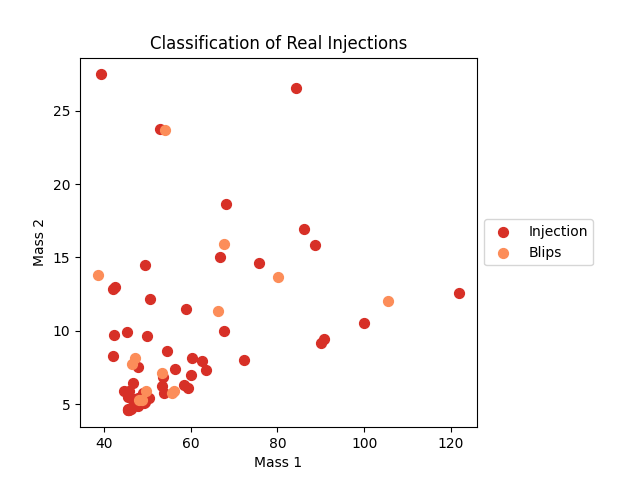 Classification of Real Injections
25
20
15
10
5
Mass 2
40 60 80 100 120
Mass 1
Injection
Blips